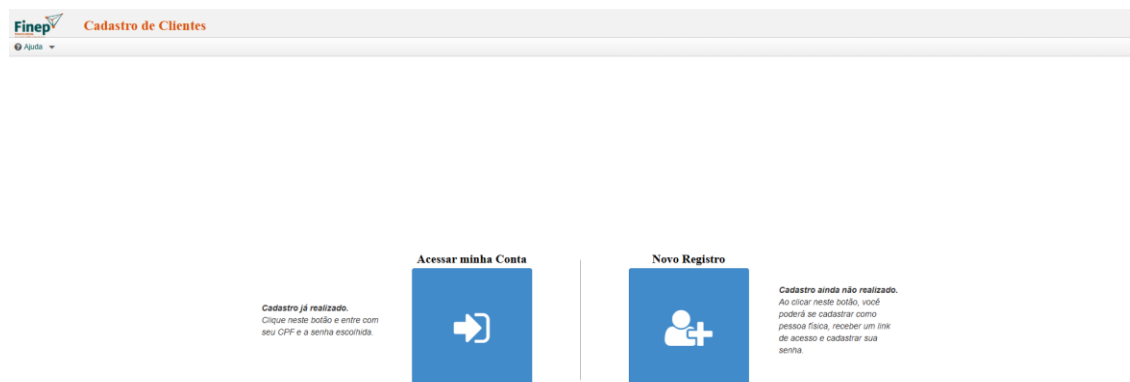 Finep
Cadastro de Clientes
Ajuda
Acessar minha Conta
Cadastro já realizado.
Clique neste botão e entre com
seu CPF e a senha escolhida.
Novo Registro
Cadastro ainda não realizado.
Ao clicar neste botão, você
poderá se cadastrar como
pessoa física, receber um link
de acesso e cadastrar sua
senha.